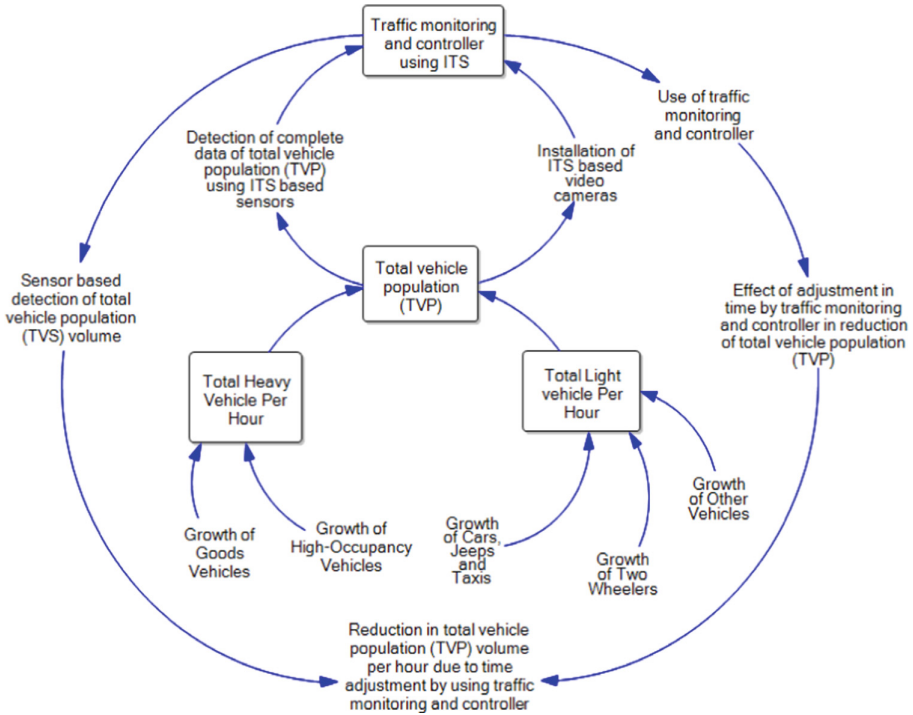 Traffic monitoring
and controller
using ITS
Use of traffic
monitoring
and controller
Detection of complete
data of total vehicle
population (TVP)
using ITS based
sensors
Installation of
ITS based
video
cameras
Sensor based
detection of total
vehicle population
(TVS) volume
Total vehicle
population
(TVP)
Effect of adjustment in
time by traffic monitoring
and controller in reduction
of total vehicle population
(TVP)
Total Heavy
Vehicle Per
Hour
Total Light
vehicle Per
Hour
Growth of
Goods
Vehicles
Growth of
High-Occupancy
Vehicles
Growth
of Cars,
Jeeps
and
Taxis
Growth
of Two
Wheelers
Growth
of Other
Vehicles
Reduction in total vehicle
population (TVP) volume
per hour due to time
adjustment by using traffic
monitoring and controller